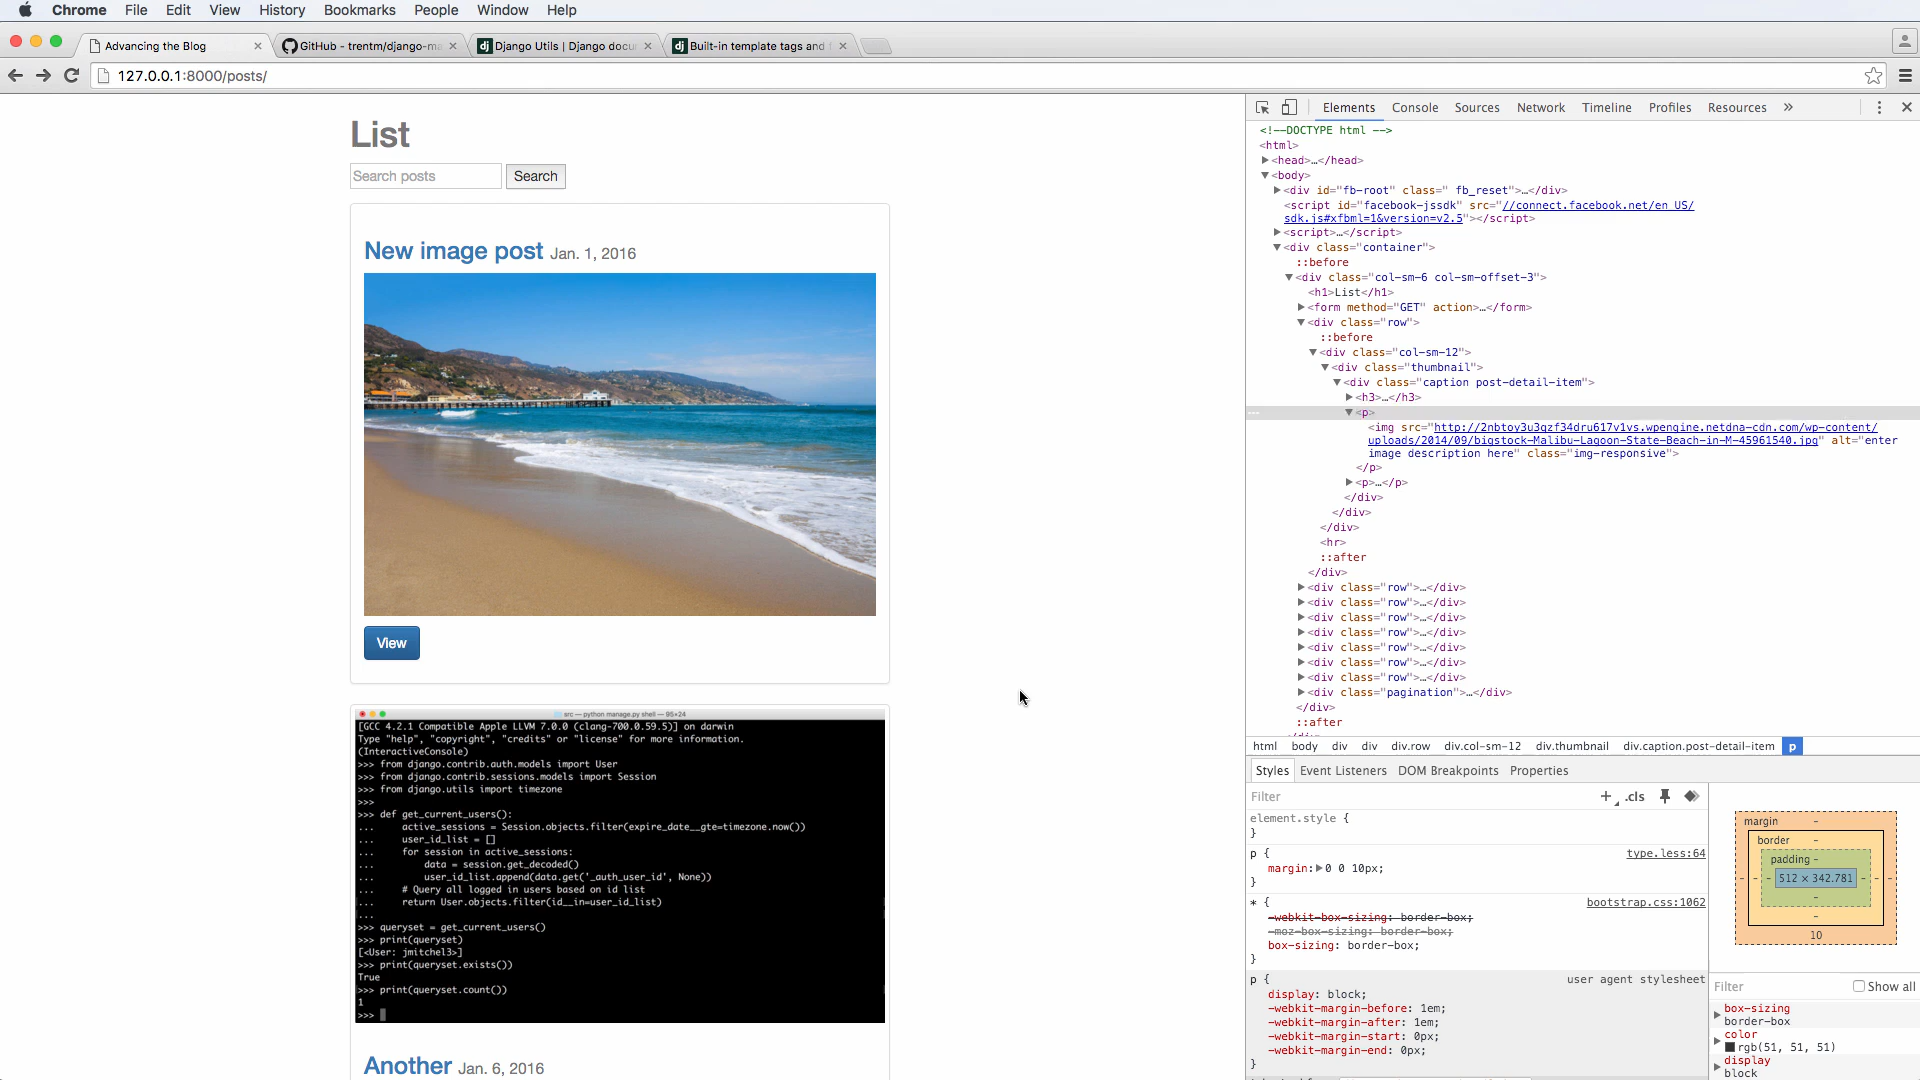 Chrome File Edit View History Bookmarks People Window Help
Advancing the Blog
GitHub - trentm/django-ma
dj Django Utils | Django docu
dj Built-in template tags and f
127.0.0.1:8000/posts/
List
Search posts Search
New image post Jan. 1, 2016
View
src — python manage.py shell — 95×24
[GCC 4.2.1 Compatible Apple LLVM 7.0.0 (clang-700.0.59.5)] on darwin
Type "help", "copyright", "credits" or "license" for more information.
(InteractiveConsole)
>>> from django.contrib.auth.models import User
>>> from django.contrib.sessions.models import Session
>>> from django.utils import timezone
>>>
>>> def get_current_users():
... active_sessions = Session.objects.filter(expire_date__gte=timezone.now())
... user_id_list = []
... for session in active_sessions:
... data = session.get_decoded()
... user_id_list.append(data.get('_auth_user_id', None))
... # Query all logged in users based on id list
... return User.objects.filter(id__in=user_id_list)
...
>>> queryset = get_current_users()
>>> print(queryset)
[<User: jmitchel3>]
>>> print(queryset.exists())
True
>>> print(queryset.count())
1
>>>
Another Jan. 6, 2016
Elements Console Sources Network Timeline Profiles Resources »
<!--DOCTYPE html -->
<html>
<head>…</head>
<body>
<div id="fb-root" class=" fb_reset">…</div>
<script id="facebook-jssdk" src="//connect.facebook.net/en_US/
sdk.js#xfbml=1&version=v2.5"></script>
<script>…</script>
<div class="container">
::before
<div class="col-sm-6 col-sm-offset-3">
<h1>List</h1>
<form method="GET" action>…</form>
<div class="row">
::before
<div class="col-sm-12">
<div class="thumbnail">
<div class="caption post-detail-item">
<h3>…</h3>
<p>
<img src="http://2nbtoy3u3qzf34dru617v1vs.wpengine.netdna-cdn.com/wp-content/
uploads/2014/09/bigstock-Malibu-Lagoon-State-Beach-in-M-45961540.jpg" alt="enter
image description here" class="img-responsive">
</p>
<p>…</p>
</div>
</div>
</div>
<hr>
::after
</div>
<div class="row">…</div>
<div class="row">…</div>
<div class="row">…</div>
<div class="row">…</div>
<div class="row">…</div>
<div class="row">…</div>
<div class="row">…</div>
<div class="pagination">…</div>
</div>
::after
html body div div div.row div.col-sm-12 div.thumbnail div.caption.post-detail-item p
Styles Event Listeners DOM Breakpoints Properties
Filter + .cls
element.style {
}
p { type.less:64
margin: 0 0 10px;
}
* { bootstrap.css:1062
-webkit-box-sizing: border-box;
-moz-box-sizing: border-box;
box-sizing: border-box;
}
p { user agent stylesheet
display: block;
-webkit-margin-before: 1em;
-webkit-margin-after: 1em;
-webkit-margin-start: 0px;
-webkit-margin-end: 0px;
}
margin -
border -
padding -
- - - 512 × 342.781 - - -
-
-
10
Filter Show all
box-sizing
border-box
color
rgb(51, 51, 51)
display
block